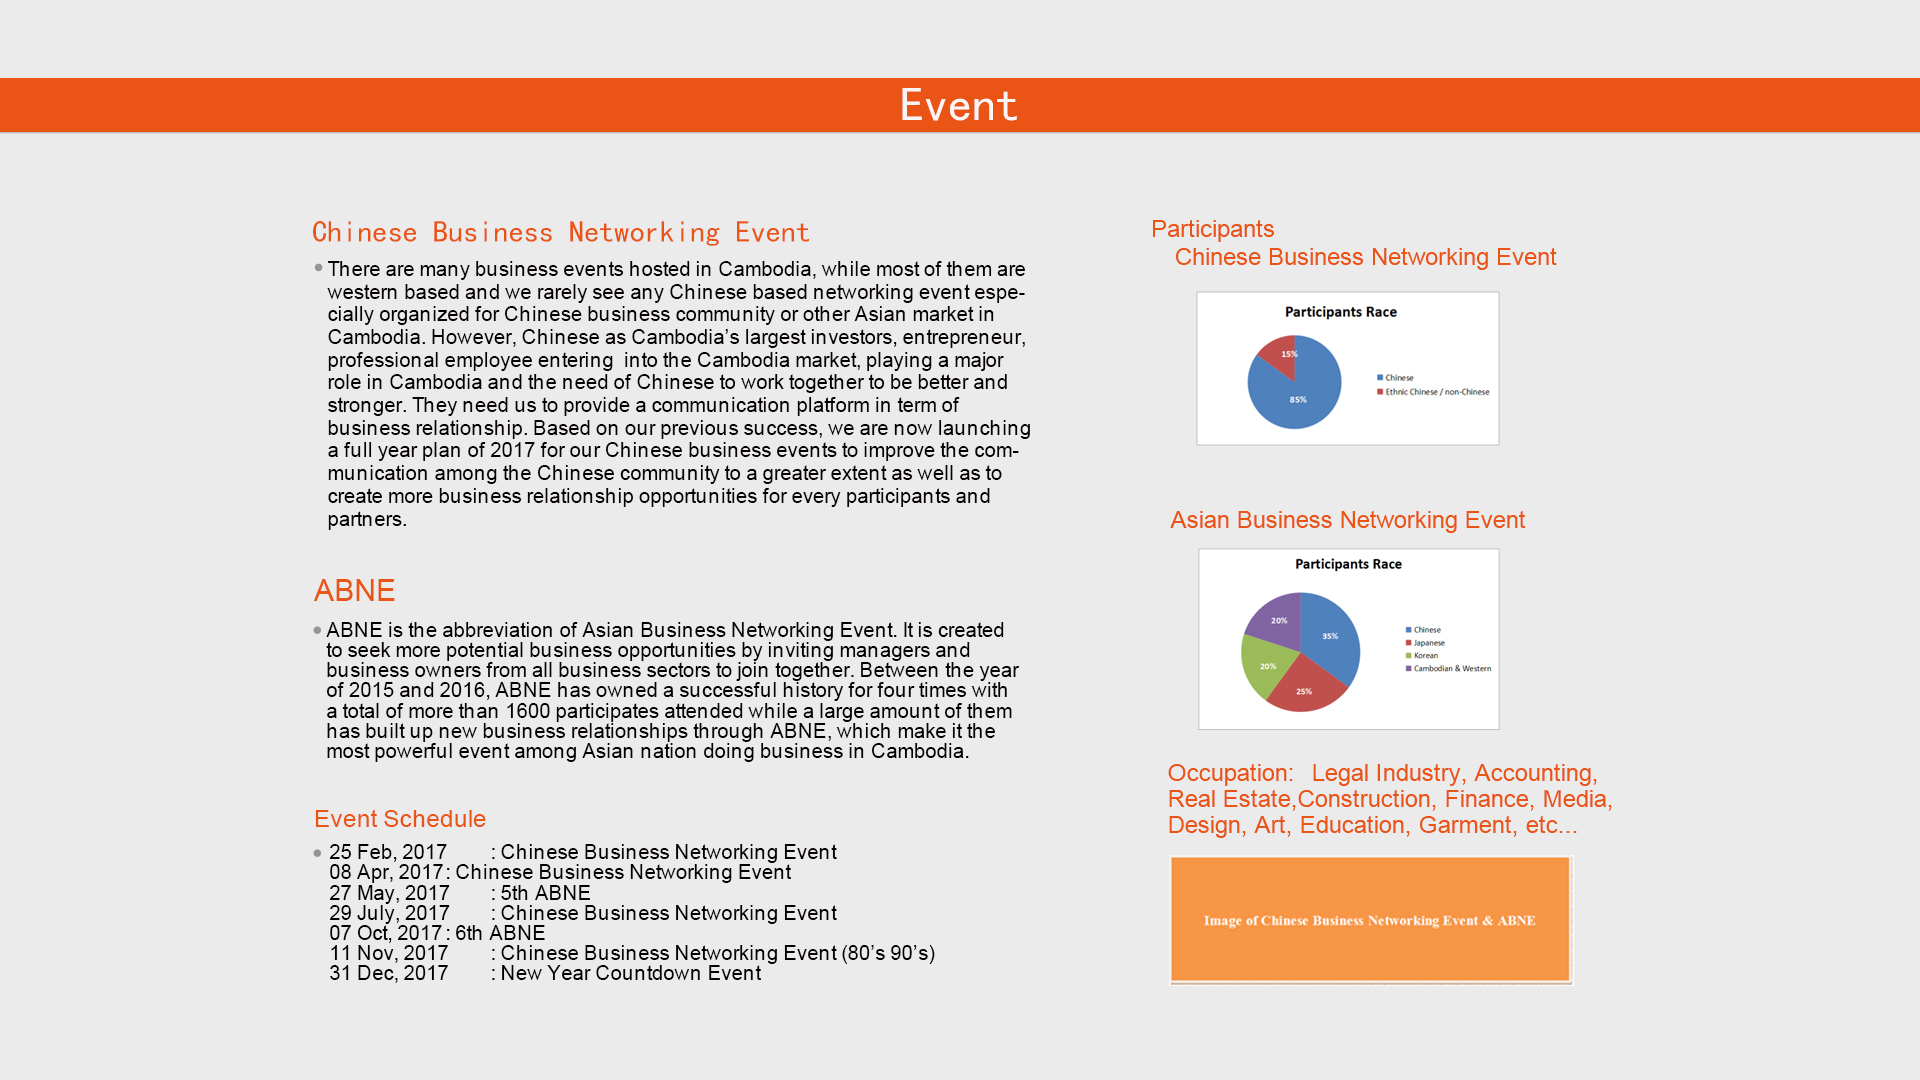 Event
Chinese Business Networking Event
There are many business events hosted in Cambodia, while most of them are
western based and we rarely see any Chinese based networking event espe-
cially organized for Chinese business community or other Asian market in
Cambodia. However, Chinese as Cambodia's largest investors, entrepreneur,
professional employee entering  into the Cambodia market, playing a major
role in Cambodia and the need of Chinese to work together to be better and
stronger. They need us to provide a communication platform in term of
business relationship. Based on our previous success, we are now launching
a full year plan of 2017 for our Chinese business events to improve the com-
munication among the Chinese community to a greater extent as well as to
create more business relationship opportunities for every participants and
partners.
ABNE
ABNE is the abbreviation of Asian Business Networking Event. It is created
to seek more potential business opportunities by inviting managers and
business owners from all business sectors to join together. Between the year
of 2015 and 2016, ABNE has owned a successful history for four times with
a total of more than 1600 participates attended while a large amount of them
has built up new business relationships through ABNE, which make it the
most powerful event among Asian nation doing business in Cambodia.
Event Schedule
25 Feb, 2017 : Chinese Business Networking Event
08 Apr, 2017 : Chinese Business Networking Event
27 May, 2017 : 5th ABNE
29 July, 2017 : Chinese Business Networking Event
07 Oct, 2017 : 6th ABNE
11 Nov, 2017 : Chinese Business Networking Event (80's 90's)
31 Dec, 2017 : New Year Countdown Event
Participants
Chinese Business Networking Event
Participants Race
15%
85%
Chinese
Ethnic Chinese / non-Chinese
Asian Business Networking Event
Participants Race
20%
35%
20%
25%
Chinese
Japanese
Korean
Cambodian & Western
Occupation: Legal Industry, Accounting,
Real Estate,Construction, Finance, Media,
Design, Art, Education, Garment, etc...
Image of Chinese Business Networking Event & ABNE